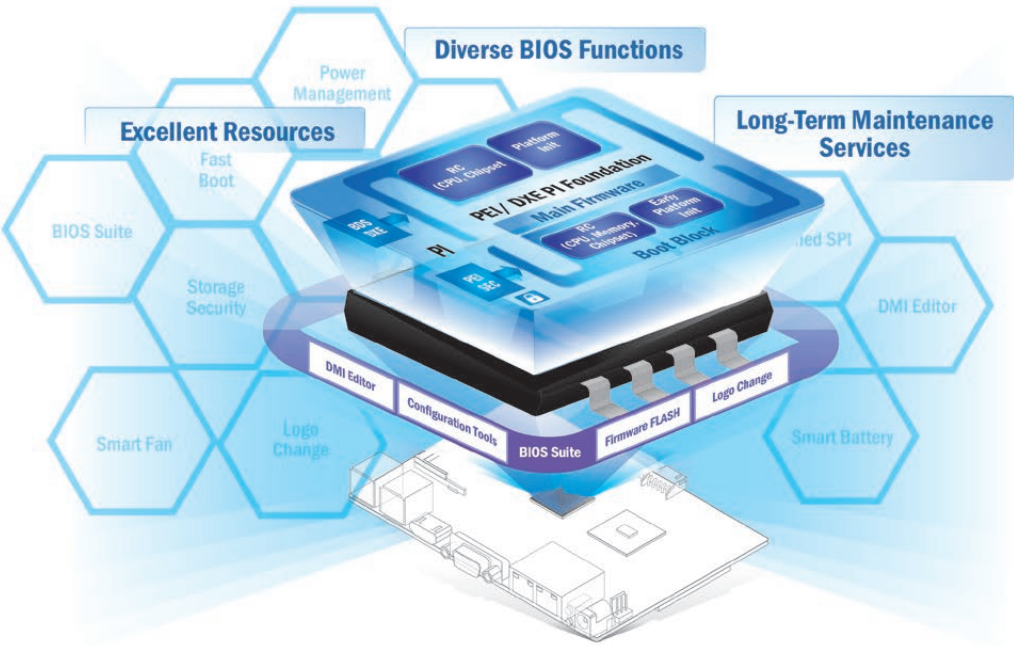 Diverse BIOS Functions
Power
Management
Excellent Resources
Long-Term Maintenance
Services
Fast
Boot
BIOS Suite
Storage
Security
Smart Fan
Logo
Change
DMI Editor
Smart Battery
SPI
RC
(CPU, Chipset
Platform
Init
PEI/ DXE PI Foundation
Main Firmware
BDS
DXE
PI
RC
(CPU, Memory,
Chipset)
Early
Platform
Init
Boot Block
PEI
SEC
DMI Editor
Configuration Tools
BIOS Suite
Firmware FLASH
Logo Change